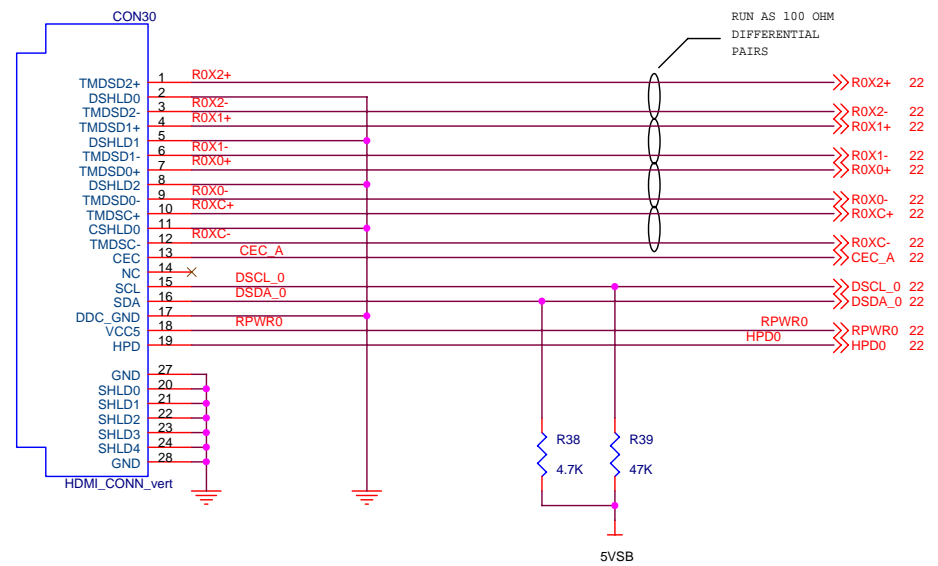 CON30
RUN AS 100 OHM
DIFFERENTIAL
PAIRS
TMDSD2+ 1 R0X2+ R0X2+ 22
DSHLD0 2
TMDSD2- 3 R0X2- R0X2- 22
TMDSD1+ 4 R0X1+ R0X1+ 22
DSHLD1 5
TMDSD1- 6 R0X1- R0X1- 22
TMDSD0+ 7 R0X0+ R0X0+ 22
DSHLD2 8
TMDSD0- 9 R0X0- R0X0- 22
TMDSC+ 10 R0XC+ R0XC+ 22
CSHLD0 11
TMDSC- 12 R0XC- R0XC- 22
CEC 13 CEC_A CEC_A 22
NC 14
SCL 15 DSCL_0 DSCL_0 22
SDA 16 DSDA_0 DSDA_0 22
DDC_GND 17
VCC5 18 RPWR0 RPWR0 RPWR0 22
HPD 19 HPD0 HPD0 22
GND 27
SHLD0 20
SHLD1 21
SHLD2 22
SHLD3 23
SHLD4 24
GND 28
HDMI_CONN_vert
R38 R39
4.7K 47K
5VSB